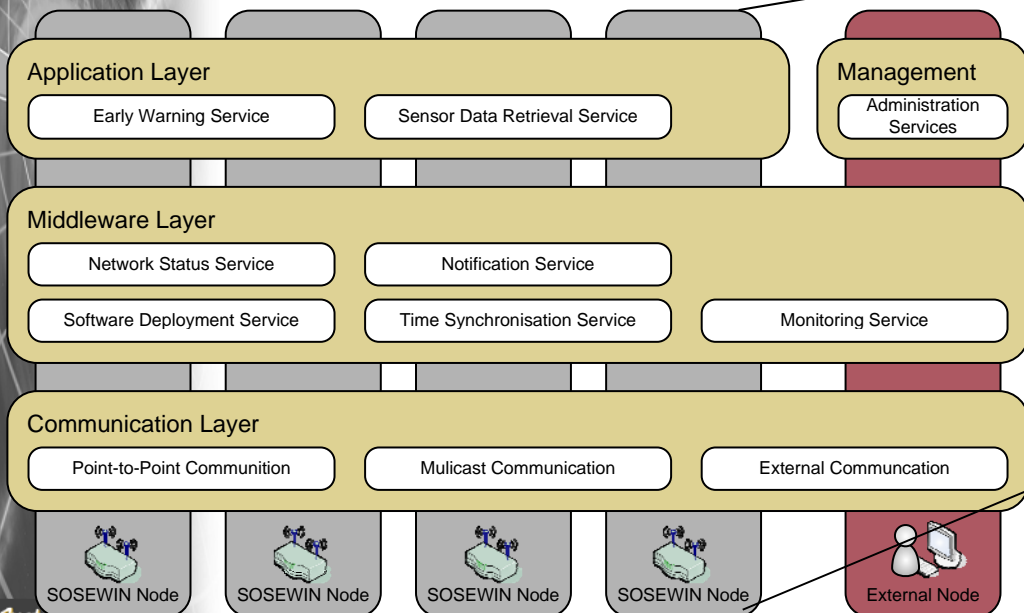 Application Layer
Early Warning Service
Sensor Data Retrieval Service
Management
Administration
Services
Middleware Layer
Network Status Service
Notification Service
Software Deployment Service
Time Synchronisation Service
Monitoring Service
Communication Layer
Point-to-Point Communition
Mulicast Communication
External Communcation
SOSEWIN Node
SOSEWIN Node
SOSEWIN Node
SOSEWIN Node
External Node